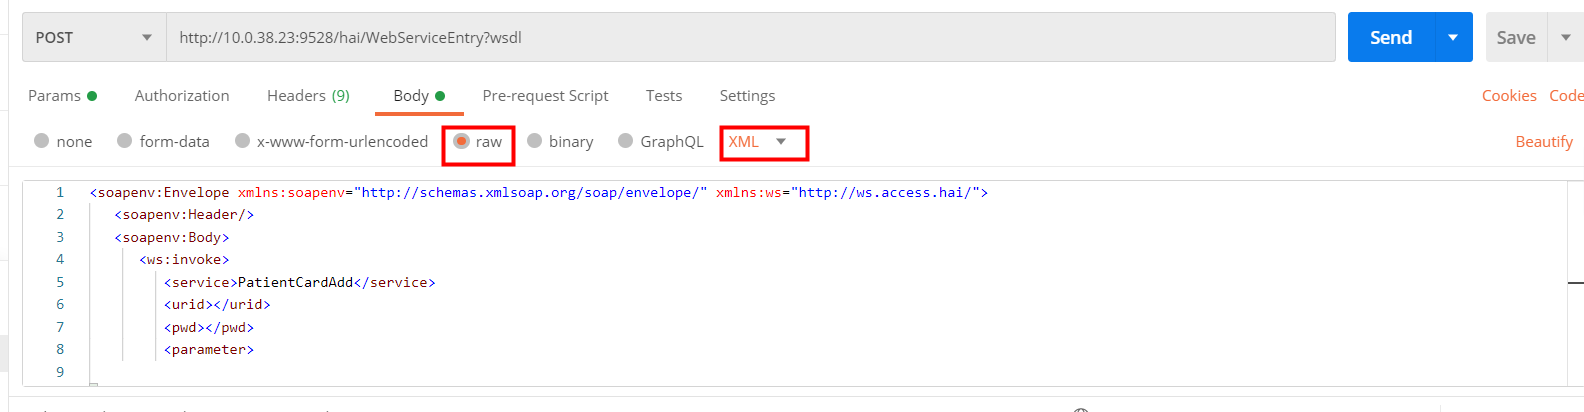 POST http://10.0.38.23:9528/hai/WebServiceEntry?wsdl Send Save
Params Authorization Headers (9) Body Pre-request Script Tests Settings Cookies Code
none form-data x-www-form-urlencoded raw binary GraphQL XML Beautify
1 <soapenv:Envelope xmlns:soapenv="http://schemas.xmlsoap.org/soap/envelope/" xmlns:ws="http://ws.access.hai/">
2 <soapenv:Header/>
3 <soapenv:Body>
4 <ws:invoke>
5 <service>PatientCardAdd</service>
6 <urid></urid>
7 <pwd></pwd>
8 <parameter>
9